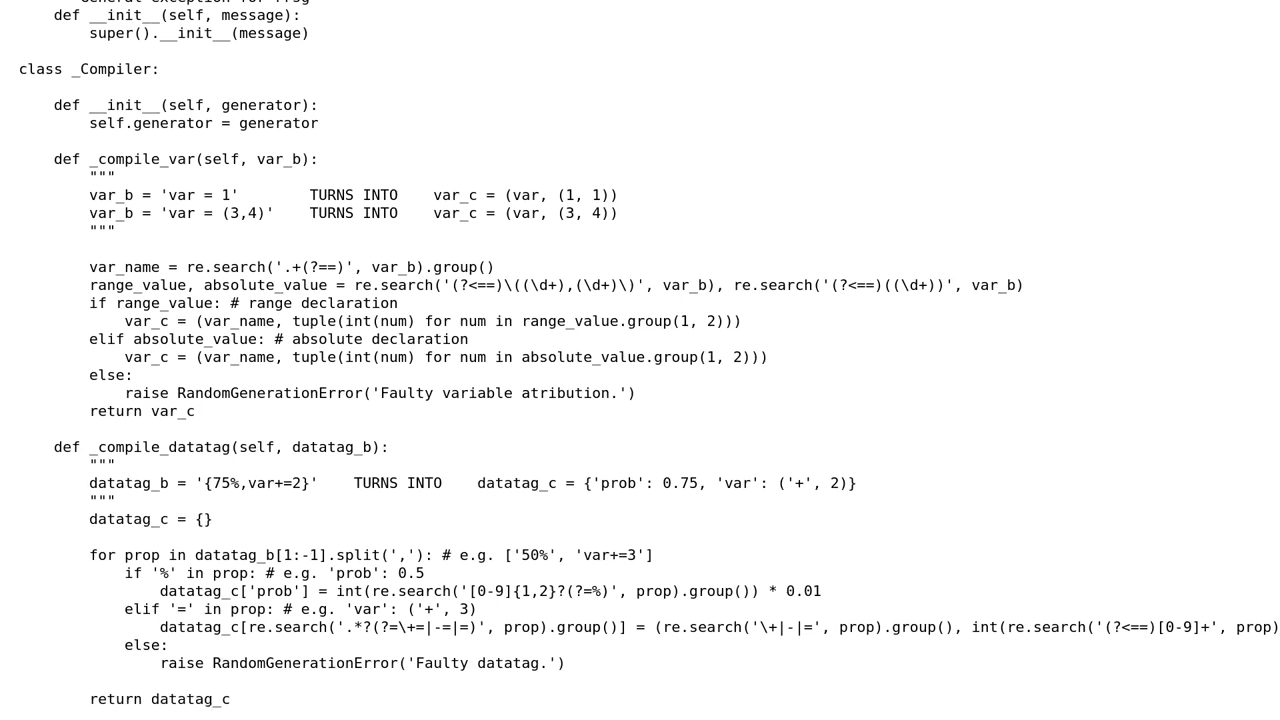 def __init__(self, message):
super().__init__(message)
class _Compiler:
def __init__(self, generator):
self.generator = generator
def _compile_var(self, var_b):
"""
var_b = 'var = 1'        TURNS INTO    var_c = (var, (1, 1))
var_b = 'var = (3,4)'    TURNS INTO    var_c = (var, (3, 4))
"""
var_name = re.search('.+(?==)', var_b).group()
range_value, absolute_value = re.search('(?<==)\((\d+),(\d+)\)', var_b), re.search('(?<==)((\d+))', var_b)
if range_value: # range declaration
var_c = (var_name, tuple(int(num) for num in range_value.group(1, 2)))
elif absolute_value: # absolute declaration
var_c = (var_name, tuple(int(num) for num in absolute_value.group(1, 2)))
else:
raise RandomGenerationError('Faulty variable atribution.')
return var_c
def _compile_datatag(self, datatag_b):
"""
datatag_b = '{75%,var+=2}'    TURNS INTO    datatag_c = {'prob': 0.75, 'var': ('+', 2)}
"""
datatag_c = {}
for prop in datatag_b[1:-1].split(','): # e.g. ['50%', 'var+=3']
if '%' in prop: # e.g. 'prob': 0.5
datatag_c['prob'] = int(re.search('[0-9]{1,2}?(?=%)', prop).group()) * 0.01
elif '=' in prop: # e.g. 'var': ('+', 3)
datatag_c[re.search('.*?(?=\+=|-=|=)', prop).group()] = (re.search('\+|-|=', prop).group(), int(re.search('(?<==)[0-9]+', prop)
else:
raise RandomGenerationError('Faulty datatag.')
return datatag_c